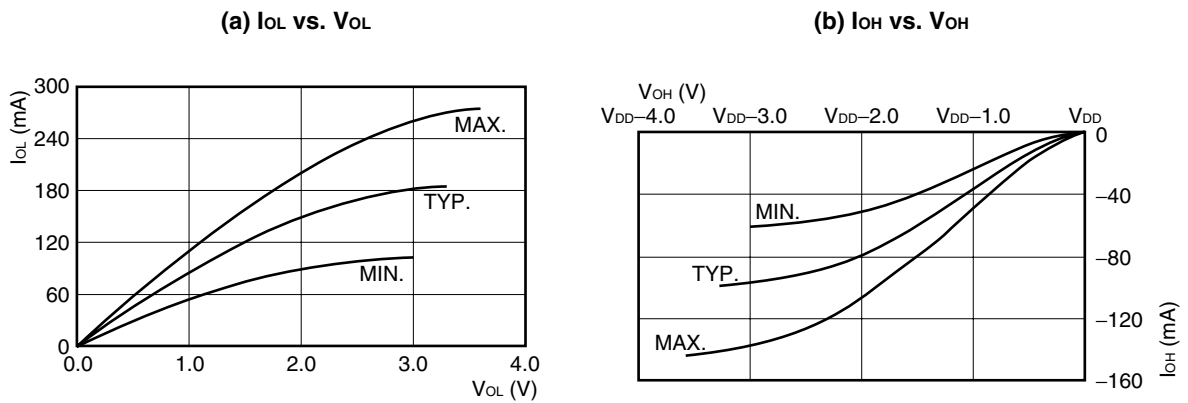 (a) IOL vs. VOL
IOL (mA)
300
240
180
120
60
0
0.0 1.0 2.0 3.0 4.0
VOL (V)
MAX.
TYP.
MIN.
(b) IOH vs. VOH
VOH (V)
VDD−4.0 VDD−3.0 VDD−2.0 VDD−1.0 VDD
0
−40
−80
−120
−160
IOH (mA)
MIN.
TYP.
MAX.